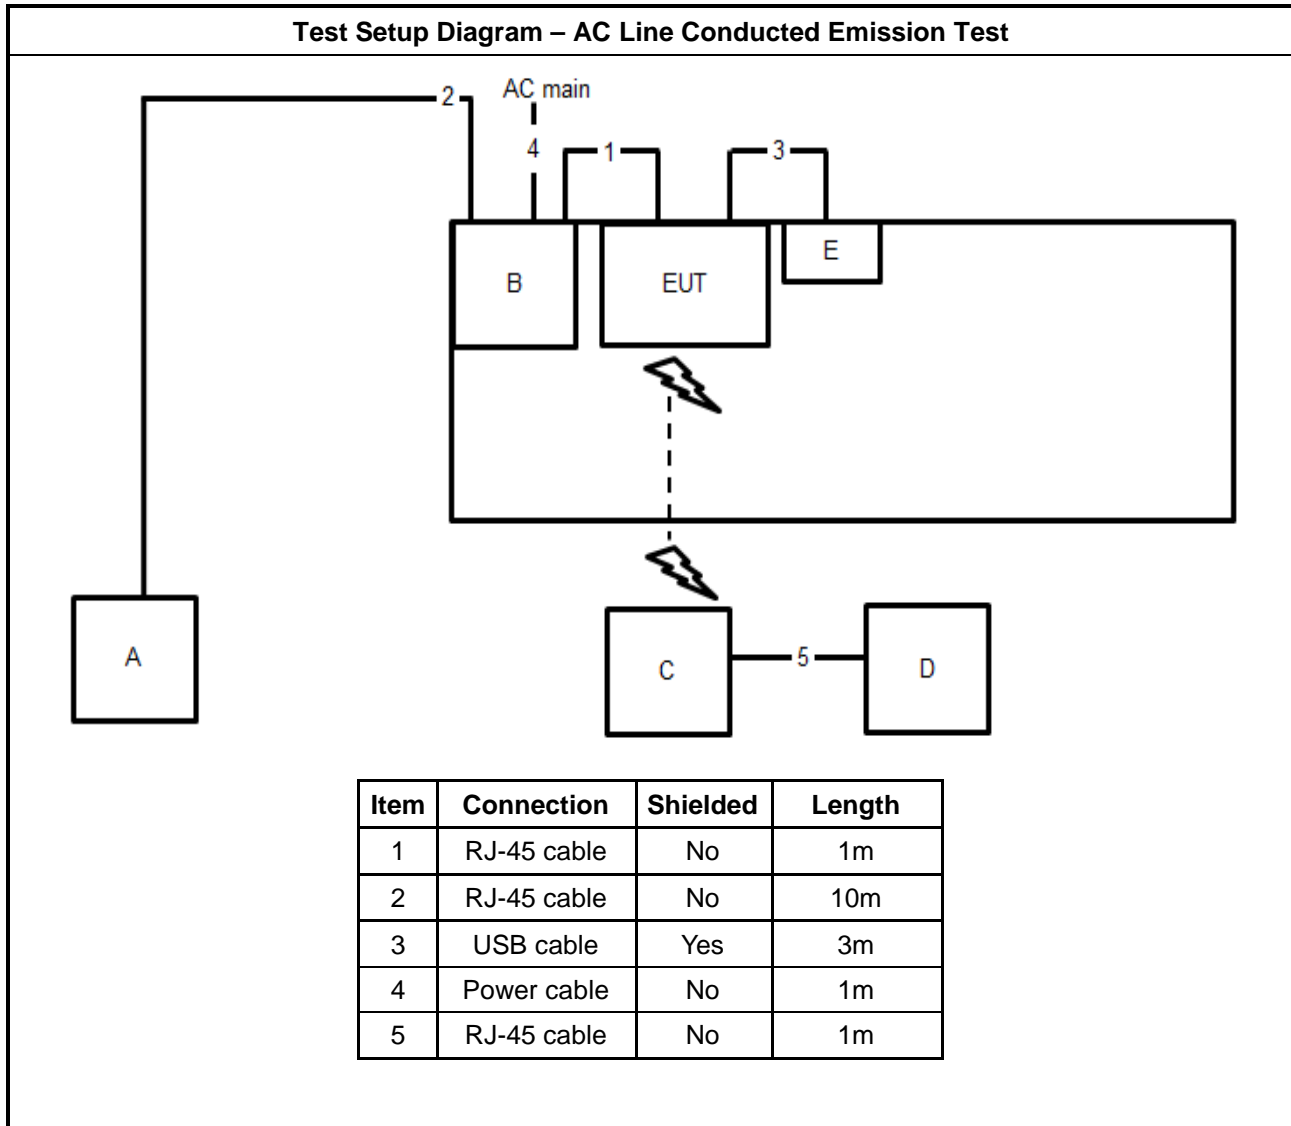 Test Setup Diagram – AC Line Conducted Emission Test
2
AC main
4
1
3
B
EUT
E
A
C
5
D
Item Connection Shielded Length
1 RJ-45 cable No 1m
2 RJ-45 cable No 10m
3 USB cable Yes 3m
4 Power cable No 1m
5 RJ-45 cable No 1m